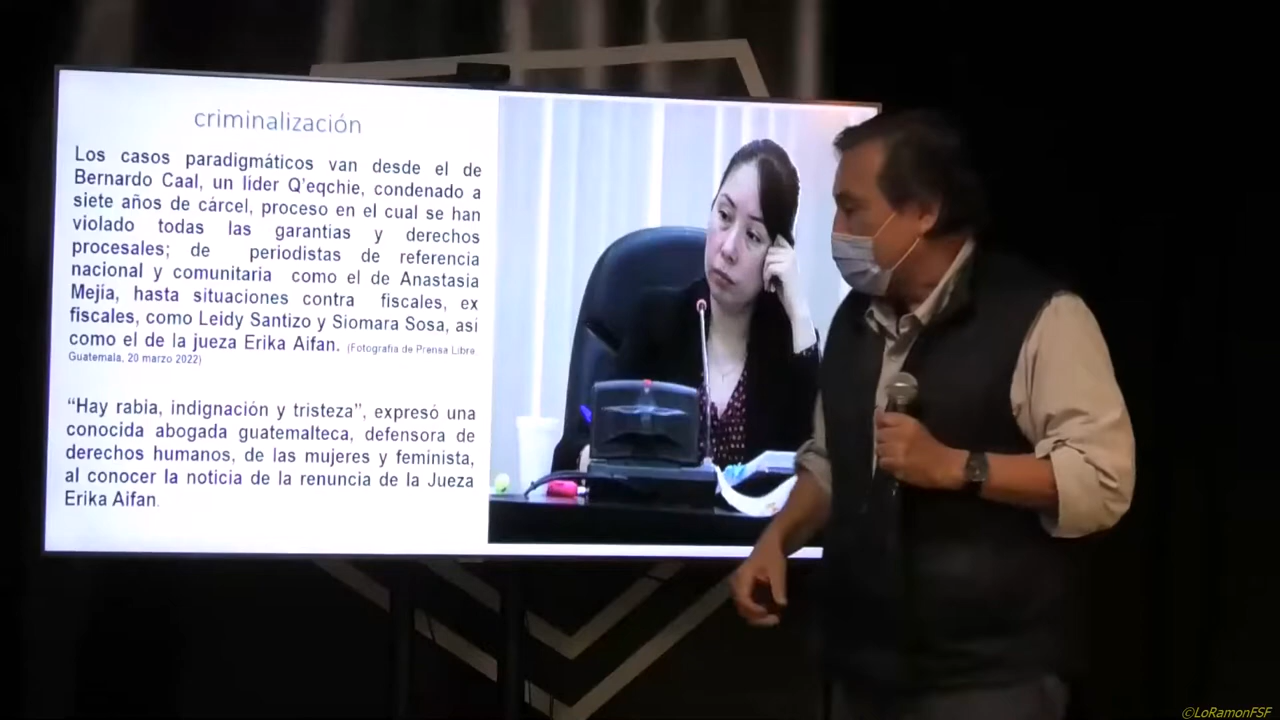 criminalización
Los casos paradigmáticos van desde el de
Bernardo Caal, un líder Q'eqchie, condenado a
siete años de cárcel, proceso en el cual se han
violado todas las garantias y derechos
procesales; de periodistas de referencia
nacional y comunitaria como el de Anastasia
Mejía, hasta situaciones contra fiscales, ex
fiscales, como Leidy Santizo y Siomara Sosa, asi
como el de la jueza Erika Aifan. (Fotografia de Prensa Libre
Guatemala, 20 marzo 2022)
“Hay rabia, indignación y tristeza”, expresó una
conocida abogada guatemalteca, defensora de
derechos humanos, de las mujeres y feminista,
al conocer la noticia de la renuncia de la Jueza
Erika Aifan.
©LoRamonFSF